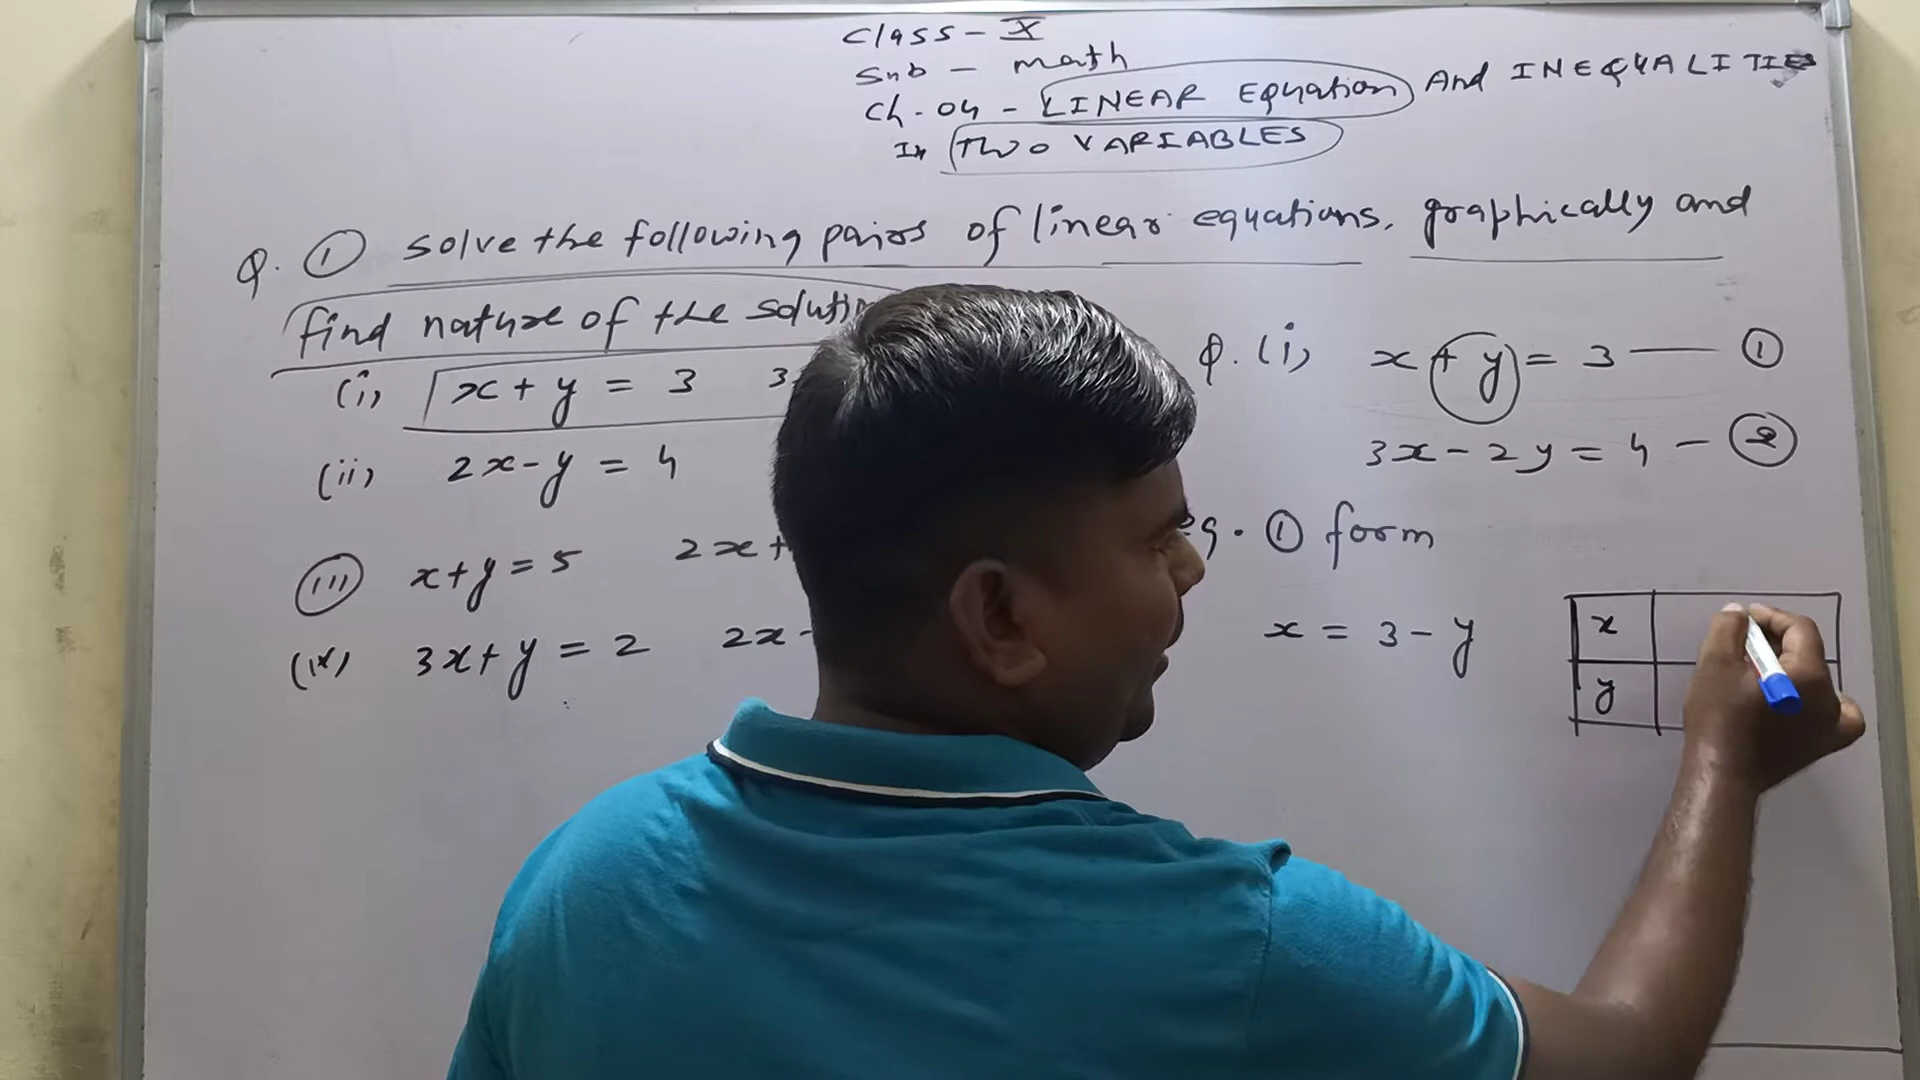 Class - X
Sub - math
Ch. 04 - LINEAR Equation And INEQUALITIES
In TWO VARIABLES
Q. ① solve the following pairs of linear equations, graphically and
find nature of the
(i) x + y = 3 3
(ii) 2x - y = 4
(iii) x + y = 5 2x +
(iv) 3x + y = 2 2x -
Q. (i) x + y = 3 — ①
3x - 2y = 4 - ②
eq. ① form
x = 3 - y
x
y